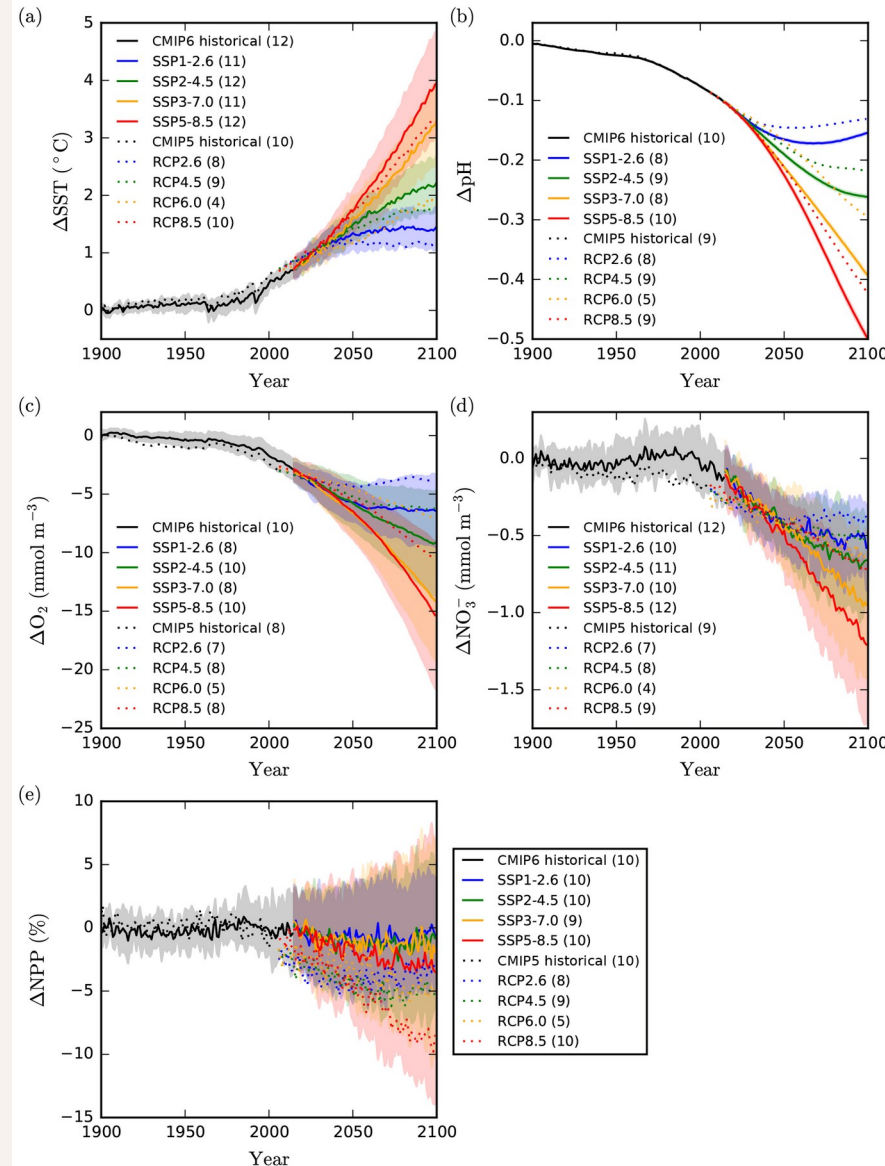 (a)
5
4
3
2
1
0
ΔSST (°C)
CMIP6 historical (12)
SSP1-2.6 (11)
SSP2-4.5 (12)
SSP3-7.0 (11)
SSP5-8.5 (12)
CMIP5 historical (10)
RCP2.6 (8)
RCP4.5 (9)
RCP6.0 (4)
RCP8.5 (10)
1900 1950 2000 2050 2100
Year
(b)
0.0
−0.1
−0.2
−0.3
−0.4
−0.5
ΔpH
CMIP6 historical (10)
SSP1-2.6 (8)
SSP2-4.5 (9)
SSP3-7.0 (8)
SSP5-8.5 (10)
CMIP5 historical (9)
RCP2.6 (8)
RCP4.5 (9)
RCP6.0 (5)
RCP8.5 (9)
1900 1950 2000 2050 2100
Year
(c)
0
−5
−10
−15
−20
−25
ΔO₂ (mmol m⁻³)
CMIP6 historical (10)
SSP1-2.6 (8)
SSP2-4.5 (10)
SSP3-7.0 (8)
SSP5-8.5 (10)
CMIP5 historical (8)
RCP2.6 (7)
RCP4.5 (8)
RCP6.0 (5)
RCP8.5 (8)
1900 1950 2000 2050 2100
Year
(d)
0.0
−0.5
−1.0
−1.5
ΔNO₃⁻ (mmol m⁻³)
CMIP6 historical (12)
SSP1-2.6 (10)
SSP2-4.5 (11)
SSP3-7.0 (10)
SSP5-8.5 (12)
CMIP5 historical (9)
RCP2.6 (7)
RCP4.5 (8)
RCP6.0 (4)
RCP8.5 (9)
1900 1950 2000 2050 2100
Year
(e)
10
5
0
−5
−10
−15
ΔNPP (%)
1900 1950 2000 2050 2100
Year
CMIP6 historical (10)
SSP1-2.6 (10)
SSP2-4.5 (10)
SSP3-7.0 (9)
SSP5-8.5 (10)
CMIP5 historical (10)
RCP2.6 (8)
RCP4.5 (9)
RCP6.0 (5)
RCP8.5 (10)